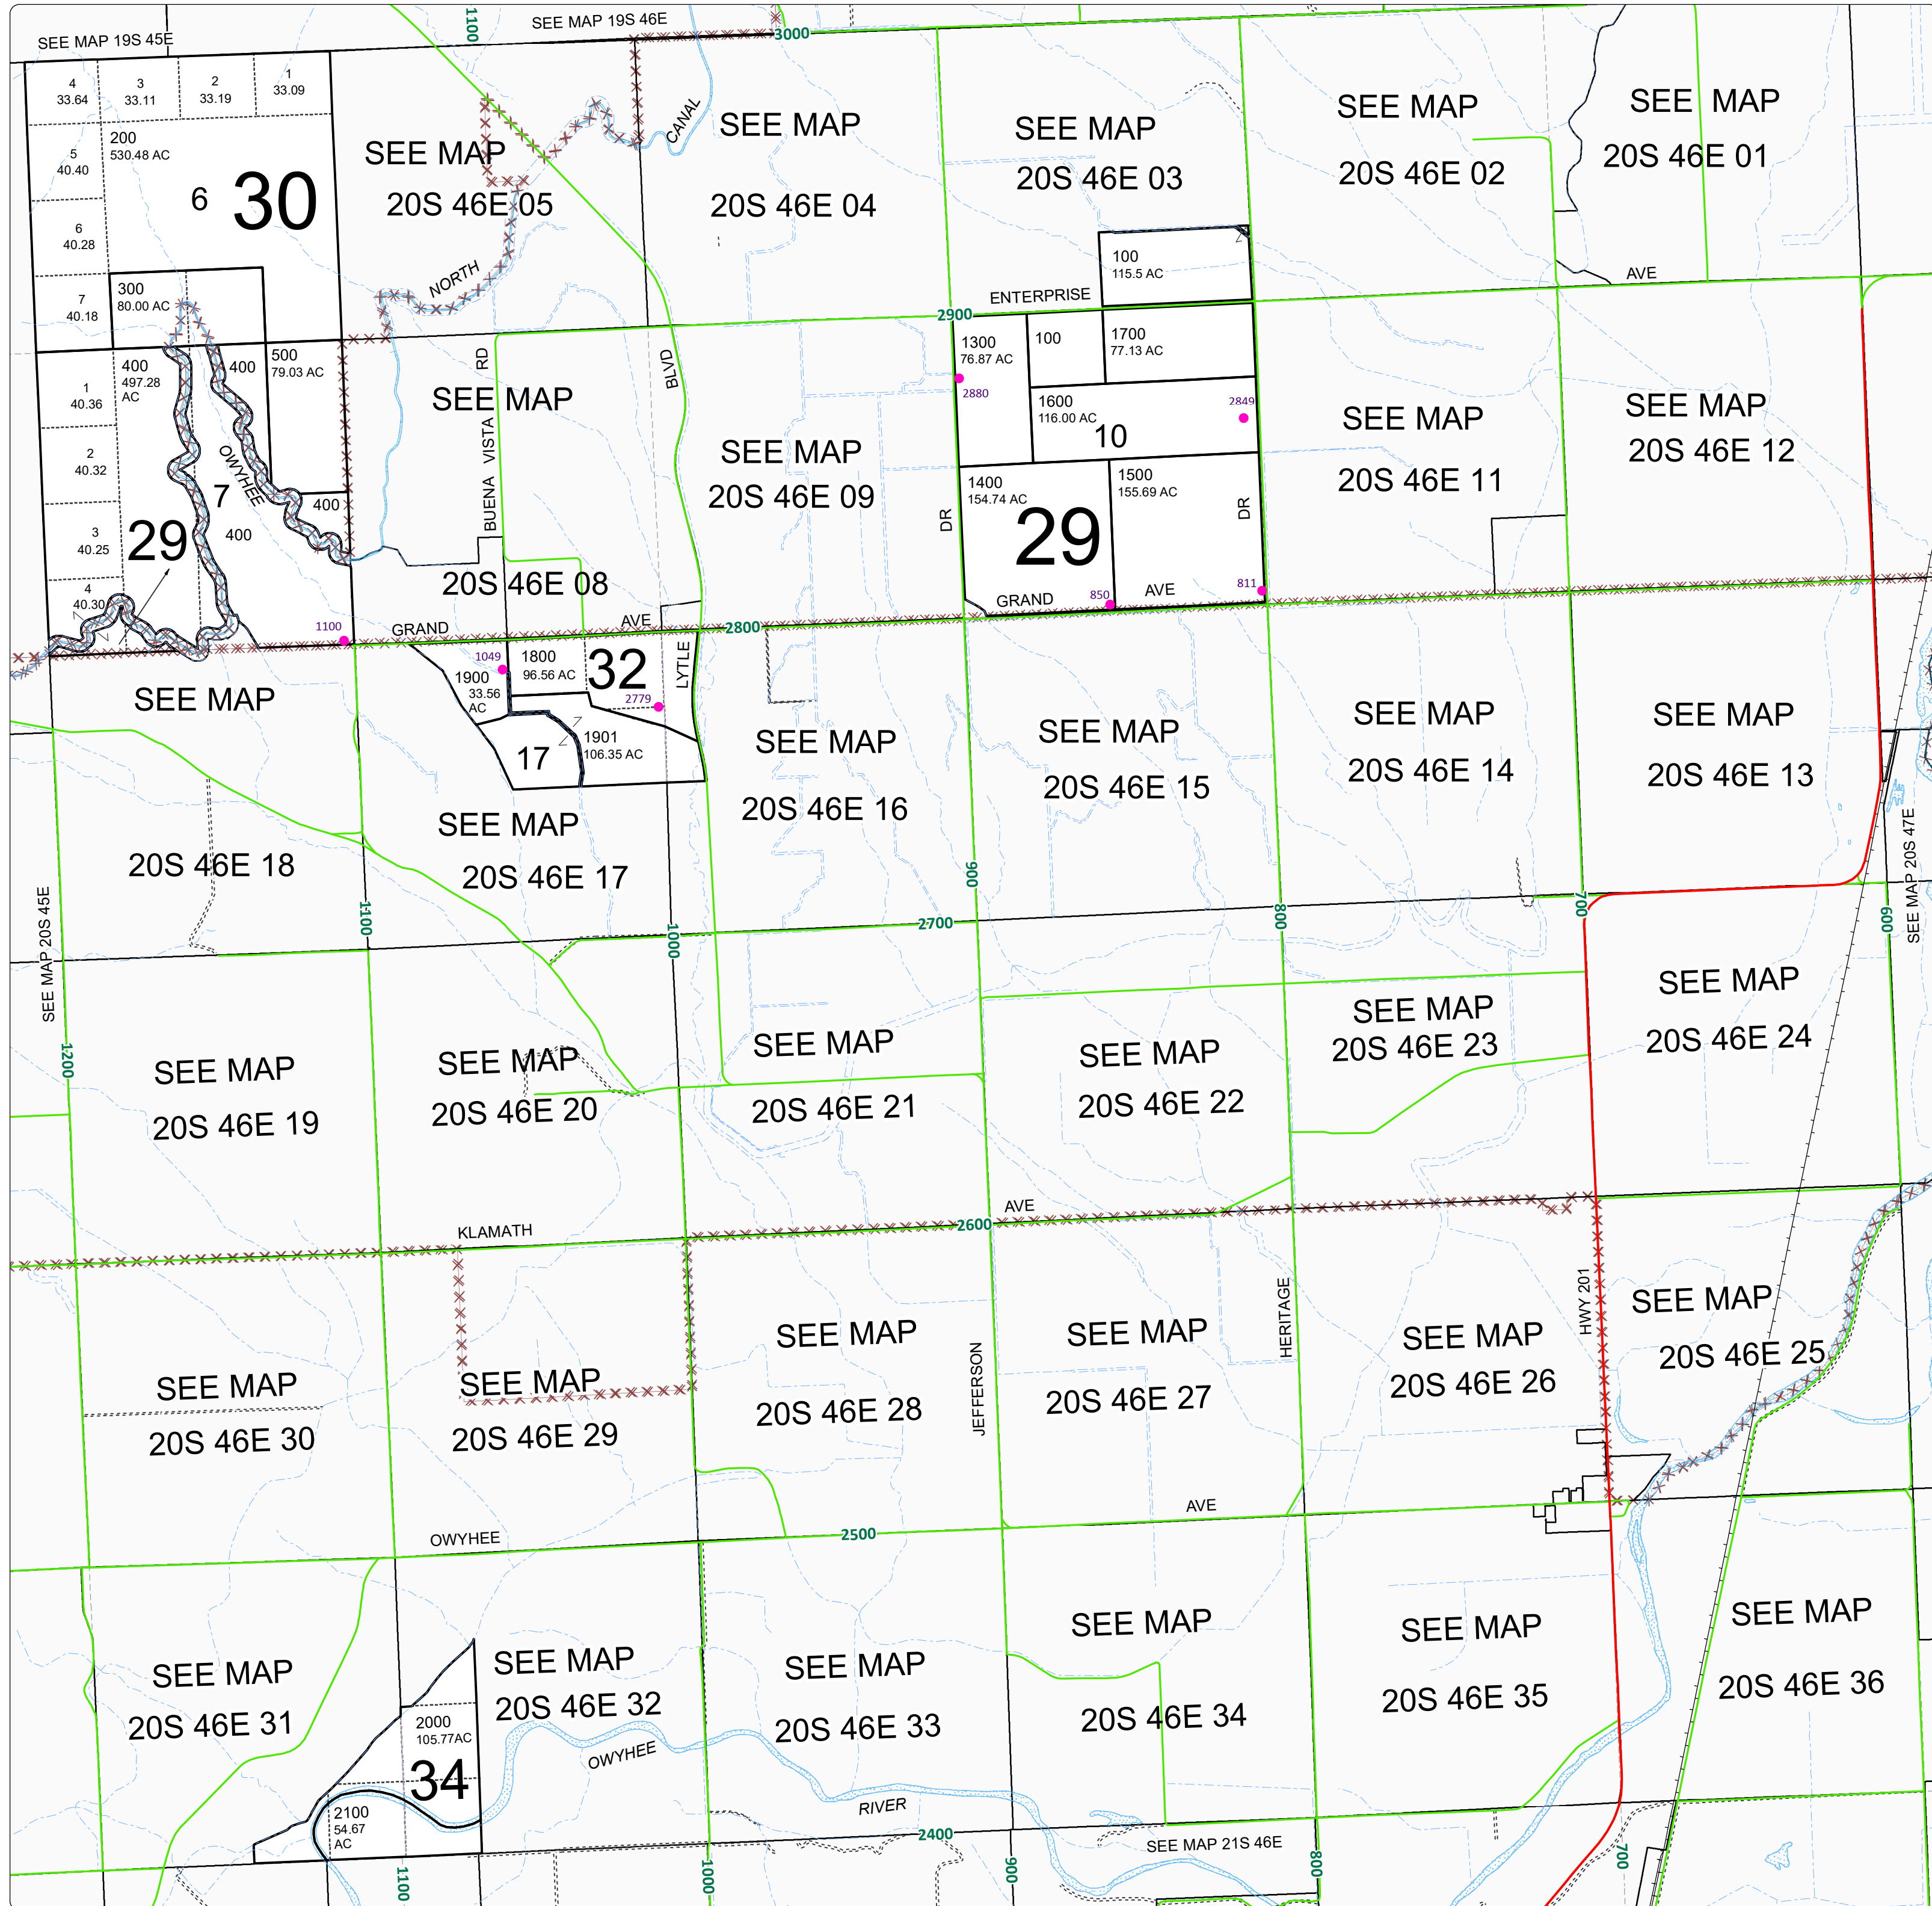 SEE MAP 19S 45E
1100
SEE MAP 19S 46E
3000
4
33.64
3
33.11
2
33.19
1
33.09
200
530.48 AC
5
40.40
6
30
6
40.28
7
40.18
300
80.00 AC
SEE MAP
20S 46E 05
NORTH
CANAL
SEE MAP
20S 46E 04
SEE MAP
20S 46E 03
SEE MAP
20S 46E 02
SEE MAP
20S 46E 01
100
115.5 AC
ENTERPRISE
AVE
2900
1
40.36
2
40.32
3
40.25
4
40.30
400
497.28
AC
400
500
79.03 AC
OWYHEE
7
400
400
29
1100
RD
BUENA VISTA
BLVD
SEE MAP
20S 46E 08
SEE MAP
20S 46E 09
1300
76.87 AC
2880
100
1700
77.13 AC
1600
116.00 AC
2849
10
1400
154.74 AC
1500
155.69 AC
29
DR
DR
850
811
GRAND
AVE
SEE MAP
20S 46E 11
SEE MAP
20S 46E 12
GRAND
AVE
2800
1049
1800
96.56 AC
32
LYTLE
2779
1900
33.56
AC
1901
106.35 AC
17
SEE MAP
20S 46E 18
SEE MAP
20S 46E 17
SEE MAP
20S 46E 16
SEE MAP
20S 46E 15
SEE MAP
20S 46E 14
SEE MAP
20S 46E 13
SEE MAP 20S 45E
SEE MAP 20S 47E
1100
1000
2700
900
800
700
600
1200
SEE MAP
20S 46E 19
SEE MAP
20S 46E 20
SEE MAP
20S 46E 21
SEE MAP
20S 46E 22
SEE MAP
20S 46E 23
SEE MAP
20S 46E 24
KLAMATH
2600
AVE
SEE MAP
20S 46E 30
SEE MAP
20S 46E 29
SEE MAP
20S 46E 28
JEFFERSON
SEE MAP
20S 46E 27
HERITAGE
SEE MAP
20S 46E 26
HWY 201
SEE MAP
20S 46E 25
OWYHEE
2500
AVE
SEE MAP
20S 46E 31
SEE MAP
20S 46E 32
SEE MAP
20S 46E 33
SEE MAP
20S 46E 34
SEE MAP
20S 46E 35
SEE MAP
20S 46E 36
2000
105.77AC
34
2100
54.67
AC
OWYHEE
RIVER
2400
SEE MAP 21S 46E
1100
1000
900
800
700